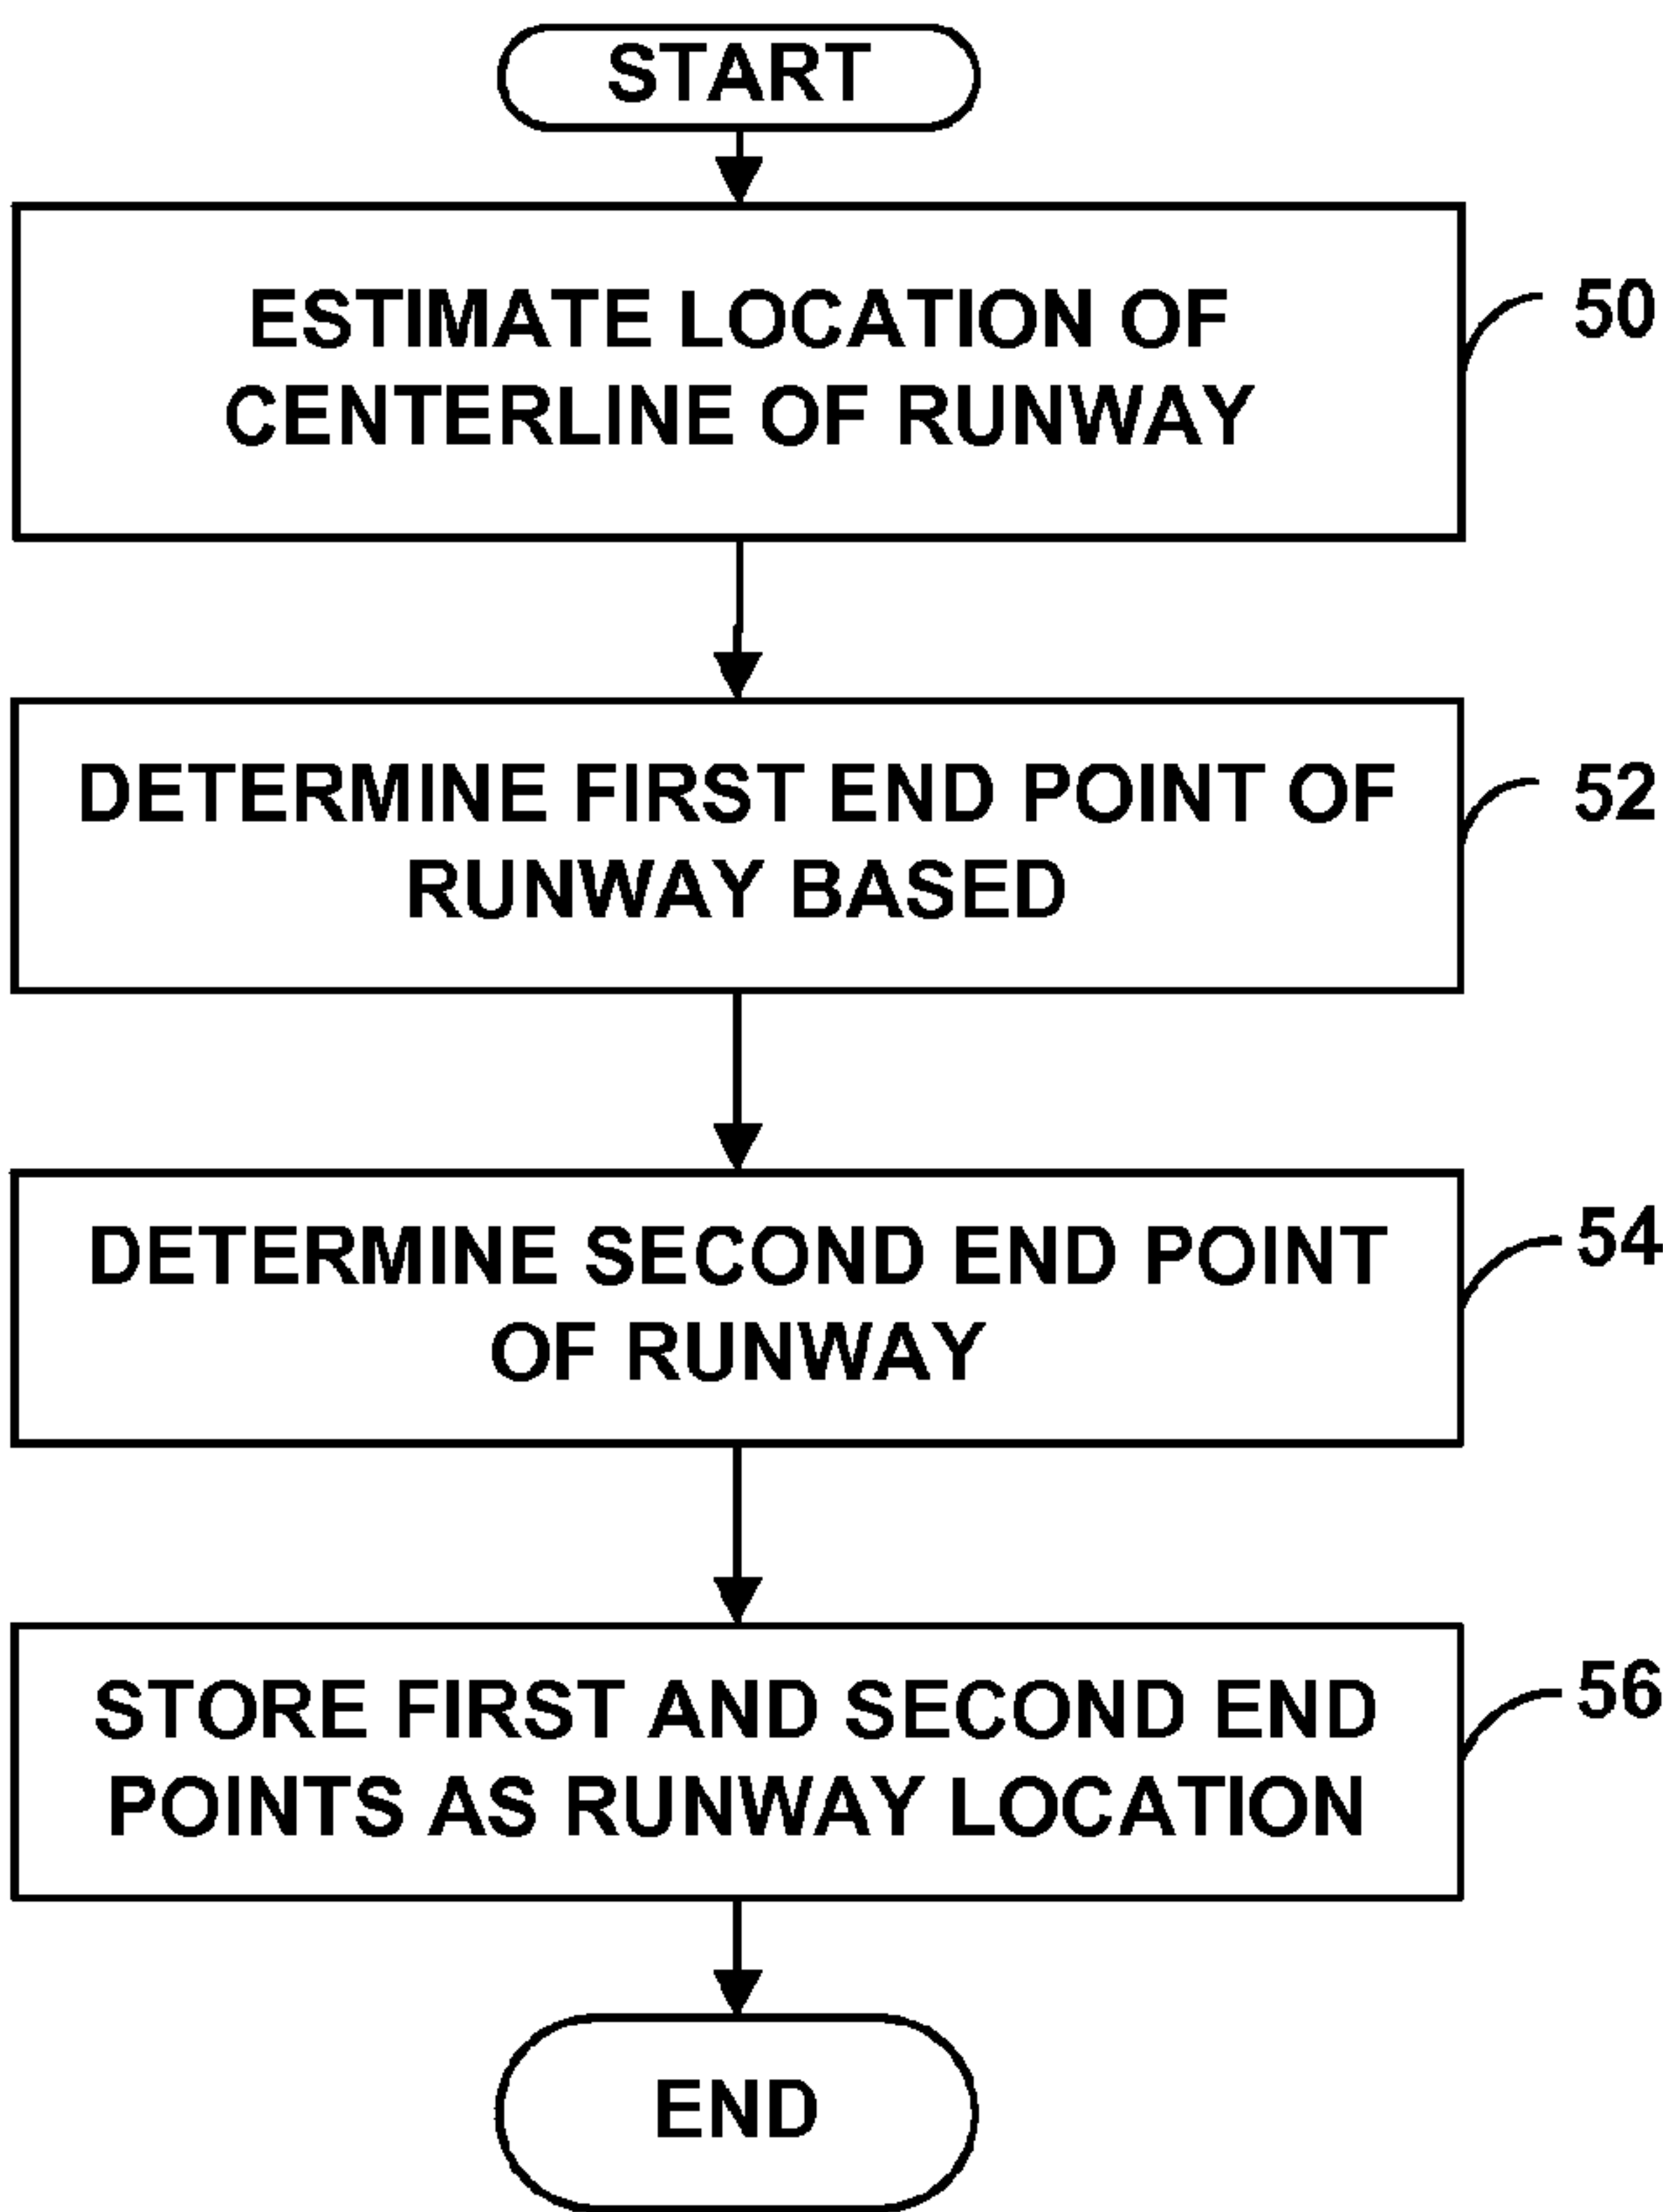 START
ESTIMATE LOCATION OF
CENTERLINE OF RUNWAY
50
DETERMINE FIRST END POINT OF
RUNWAY BASED
52
DETERMINE SECOND END POINT
OF RUNWAY
54
STORE FIRST AND SECOND END
POINTS AS RUNWAY LOCATION
56
END